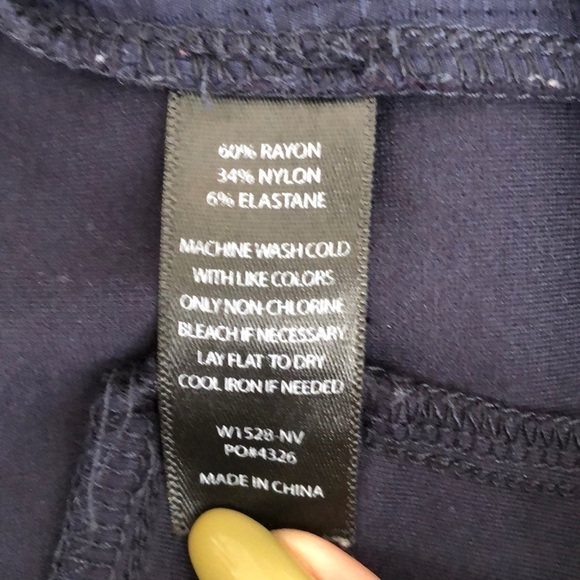 60% RAYON
34% NYLON
6% ELASTANE
MACHINE WASH COLD
WITH LIKE COLORS
ONLY NON-CHLORINE
BLEACH IF NECESSARY
LAY FLAT TO DRY
COOL IRON IF NEEDED
W1528-NV
PO#4326
MADE IN CHINA